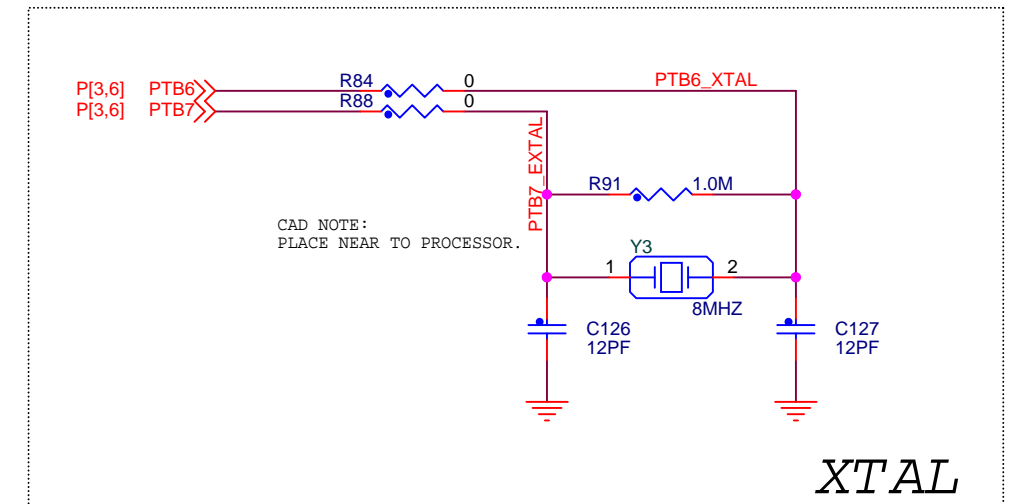 P[3,6] PTB6 R84 0 PTB6_XTAL
P[3,6] PTB7 R88 0
PTB7_EXTAL
R91 1.0M
CAD NOTE:
PLACE NEAR TO PROCESSOR.
Y3
1 2
8MHZ
C126
12PF
C127
12PF
XTAL